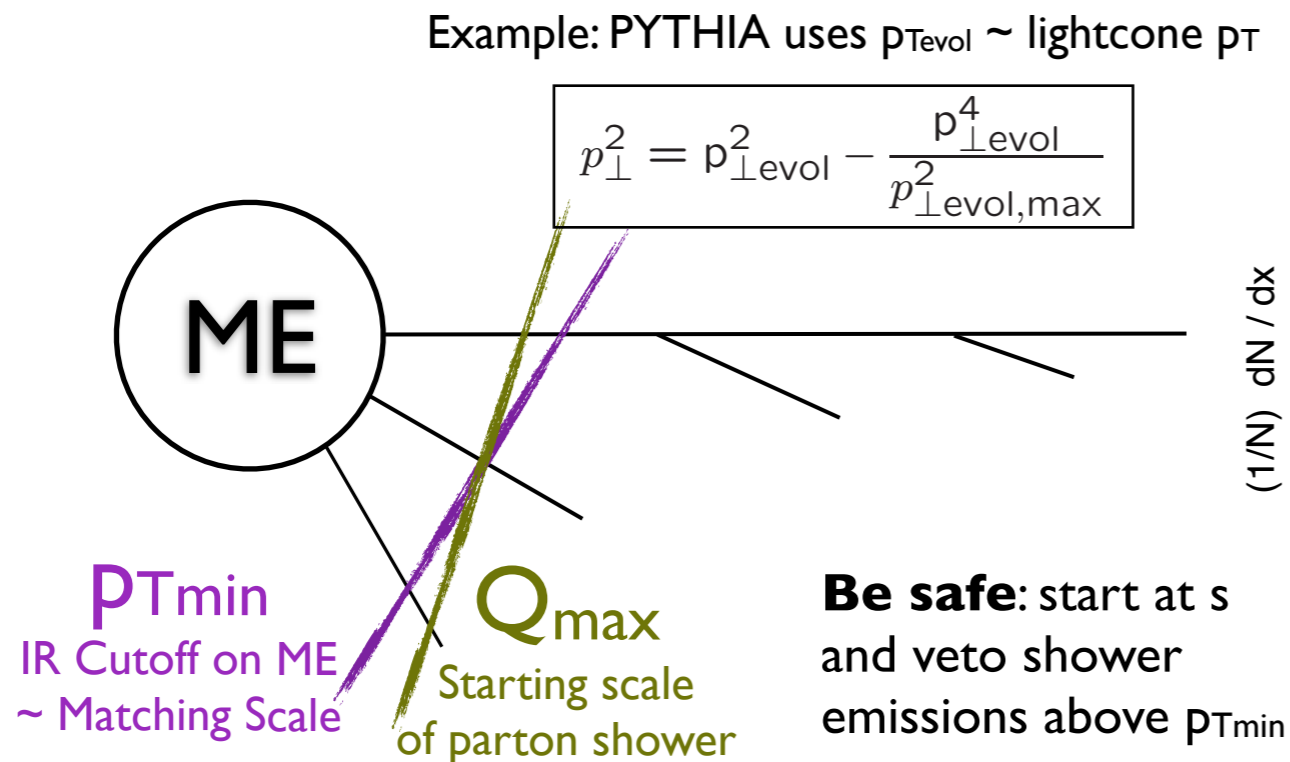 Example: PYTHIA uses pTevol ~ lightcone pT
p⊥² = p⊥evol² − p⊥evol⁴ / p⊥evol,max²
ME
(1/N) dN / dx
pTmin
IR Cutoff on ME
~ Matching Scale
Qmax
Starting scale
of parton shower
Be safe: start at s
and veto shower
emissions above pTmin